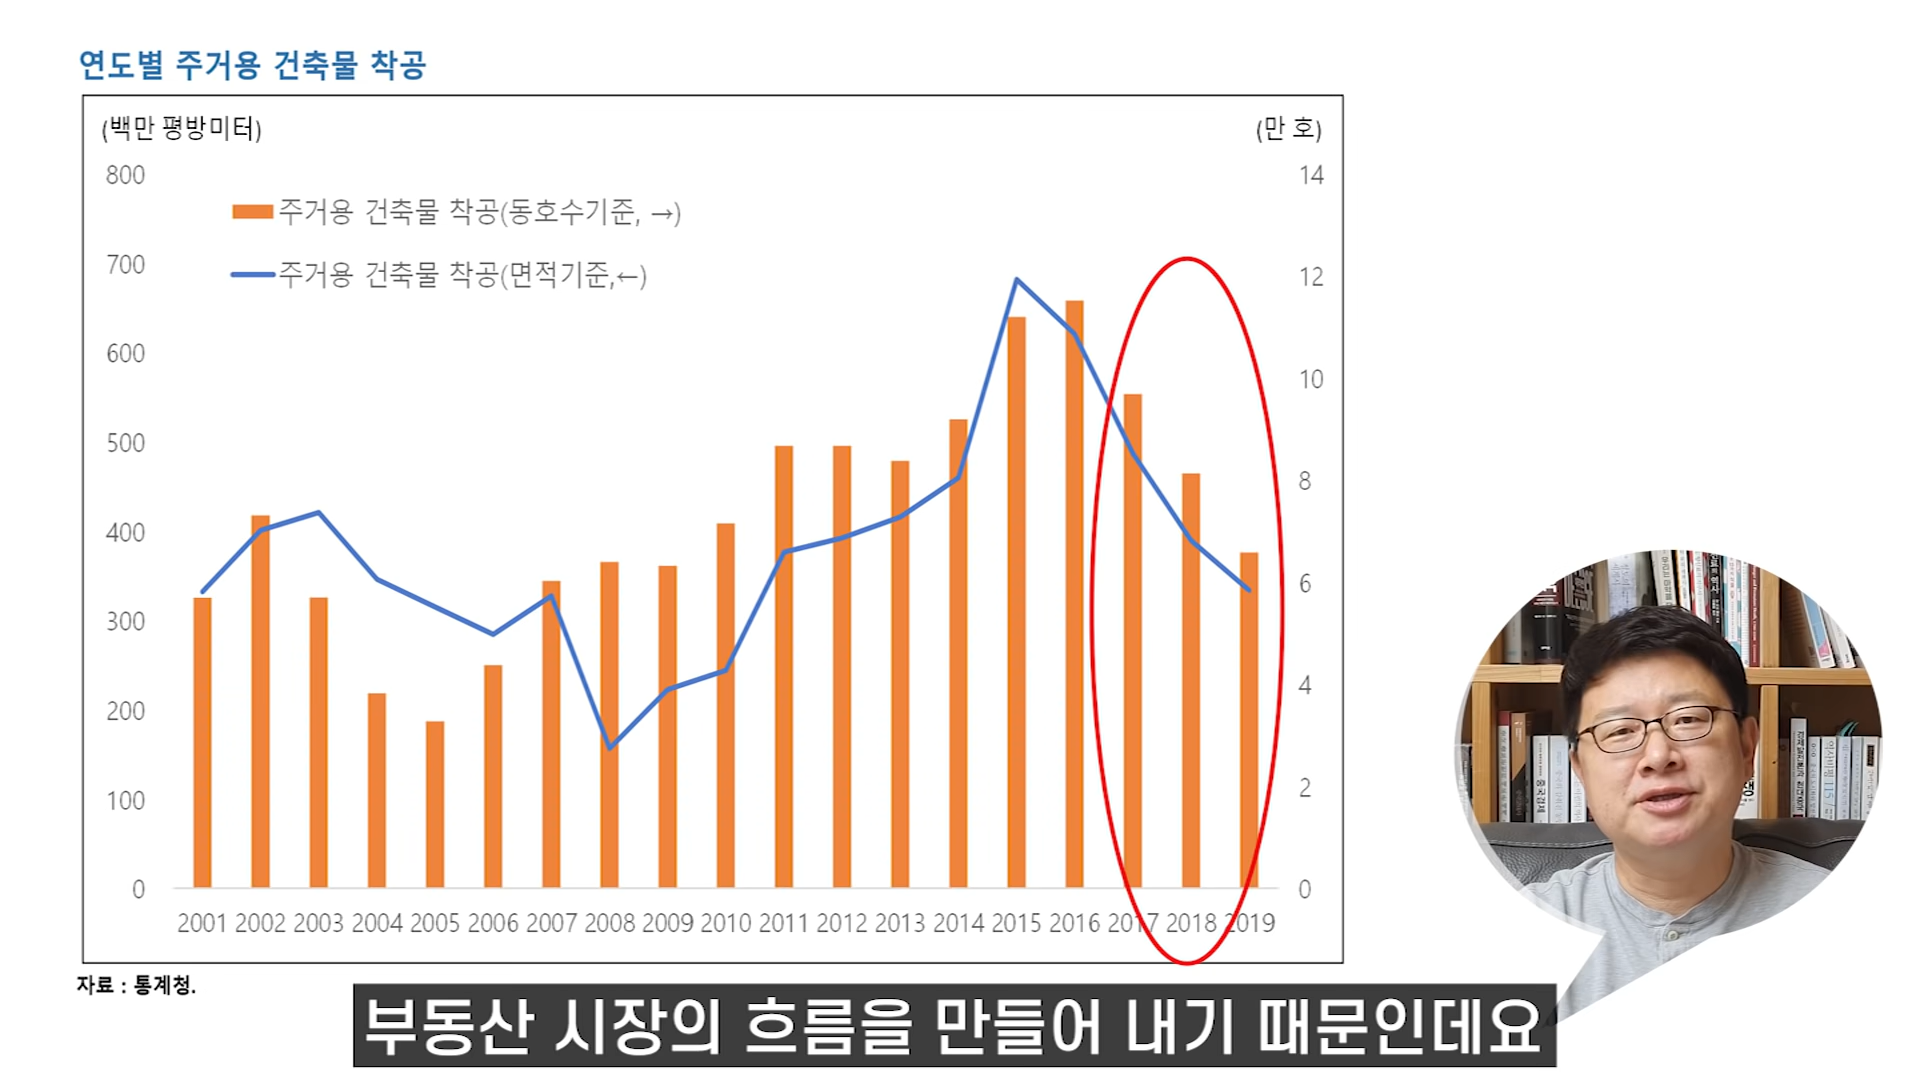 연도별 주거용 건축물 착공
(백만 평방미터)
(만 호)
800
700
600
500
400
300
200
100
0
14
12
10
8
6
4
2
0
주거용 건축물 착공(동호수기준, →)
주거용 건축물 착공(면적기준,←)
2001 2002 2003 2004 2005 2006 2007 2008 2009 2010 2011 2012 2013 2014 2015 2016 2017 2018 2019
자료 : 통계청.
부동산 시장의 흐름을 만들어 내기 때문인데요